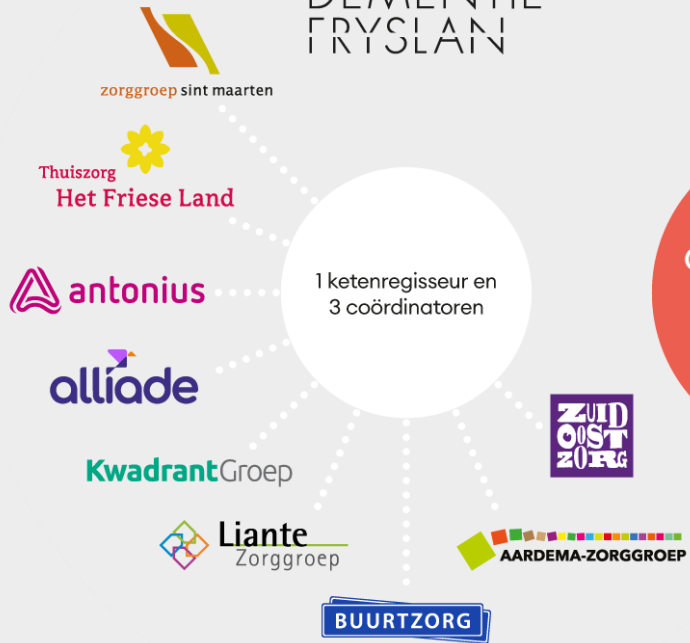 DEMENTIE
FRYSLAN
zorggroep sint maarten
Thuiszorg
Het Friese Land
antonius
1 ketenregisseur en
3 coördinatoren
alliade
ZUID
OOST
ZORG
KwadrantGroep
Liante
Zorggroep
AARDEMA-ZORGGROEP
BUURTZORG